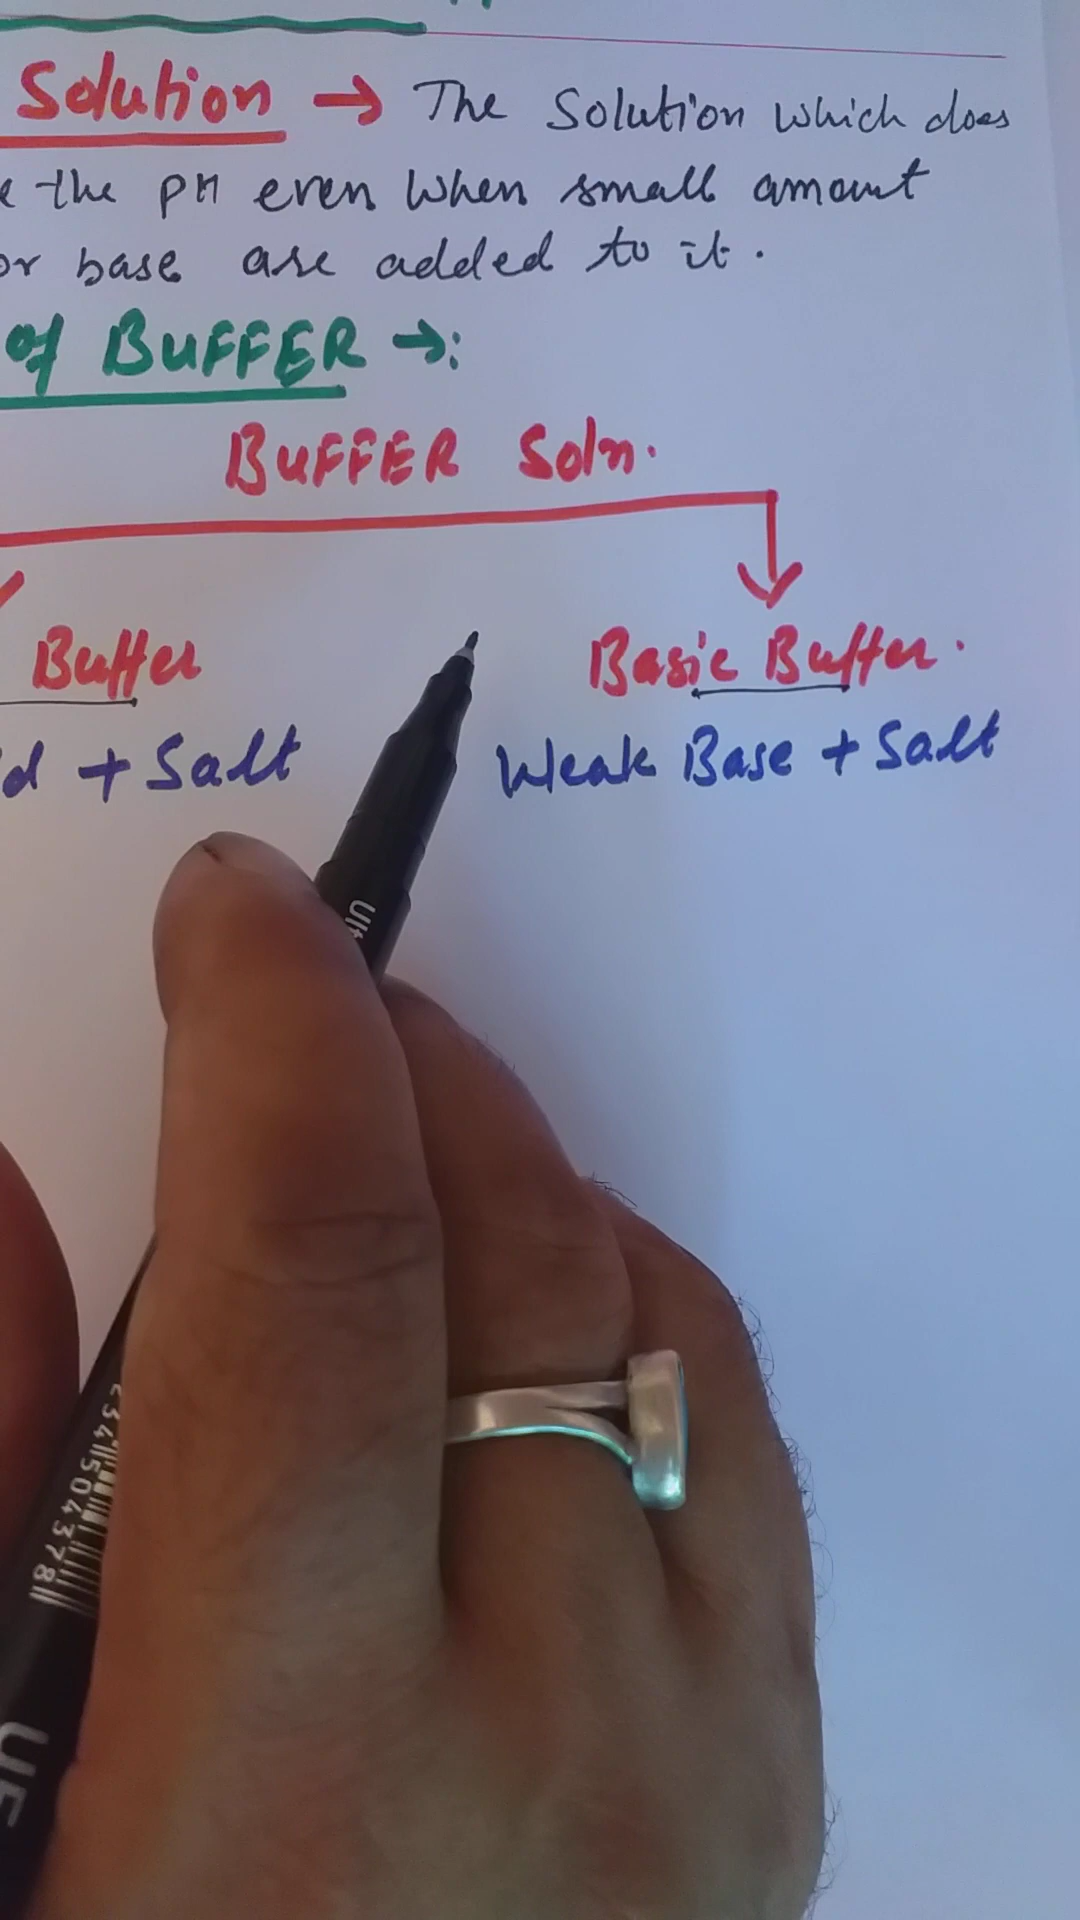 Solution → The Solution which does
the PH even When small amount
or base are added to it.
of BUFFER →:
BUFFER Soln.
Buffer
Basic Buffer.
+ Salt
Weak Base + Salt
234504378